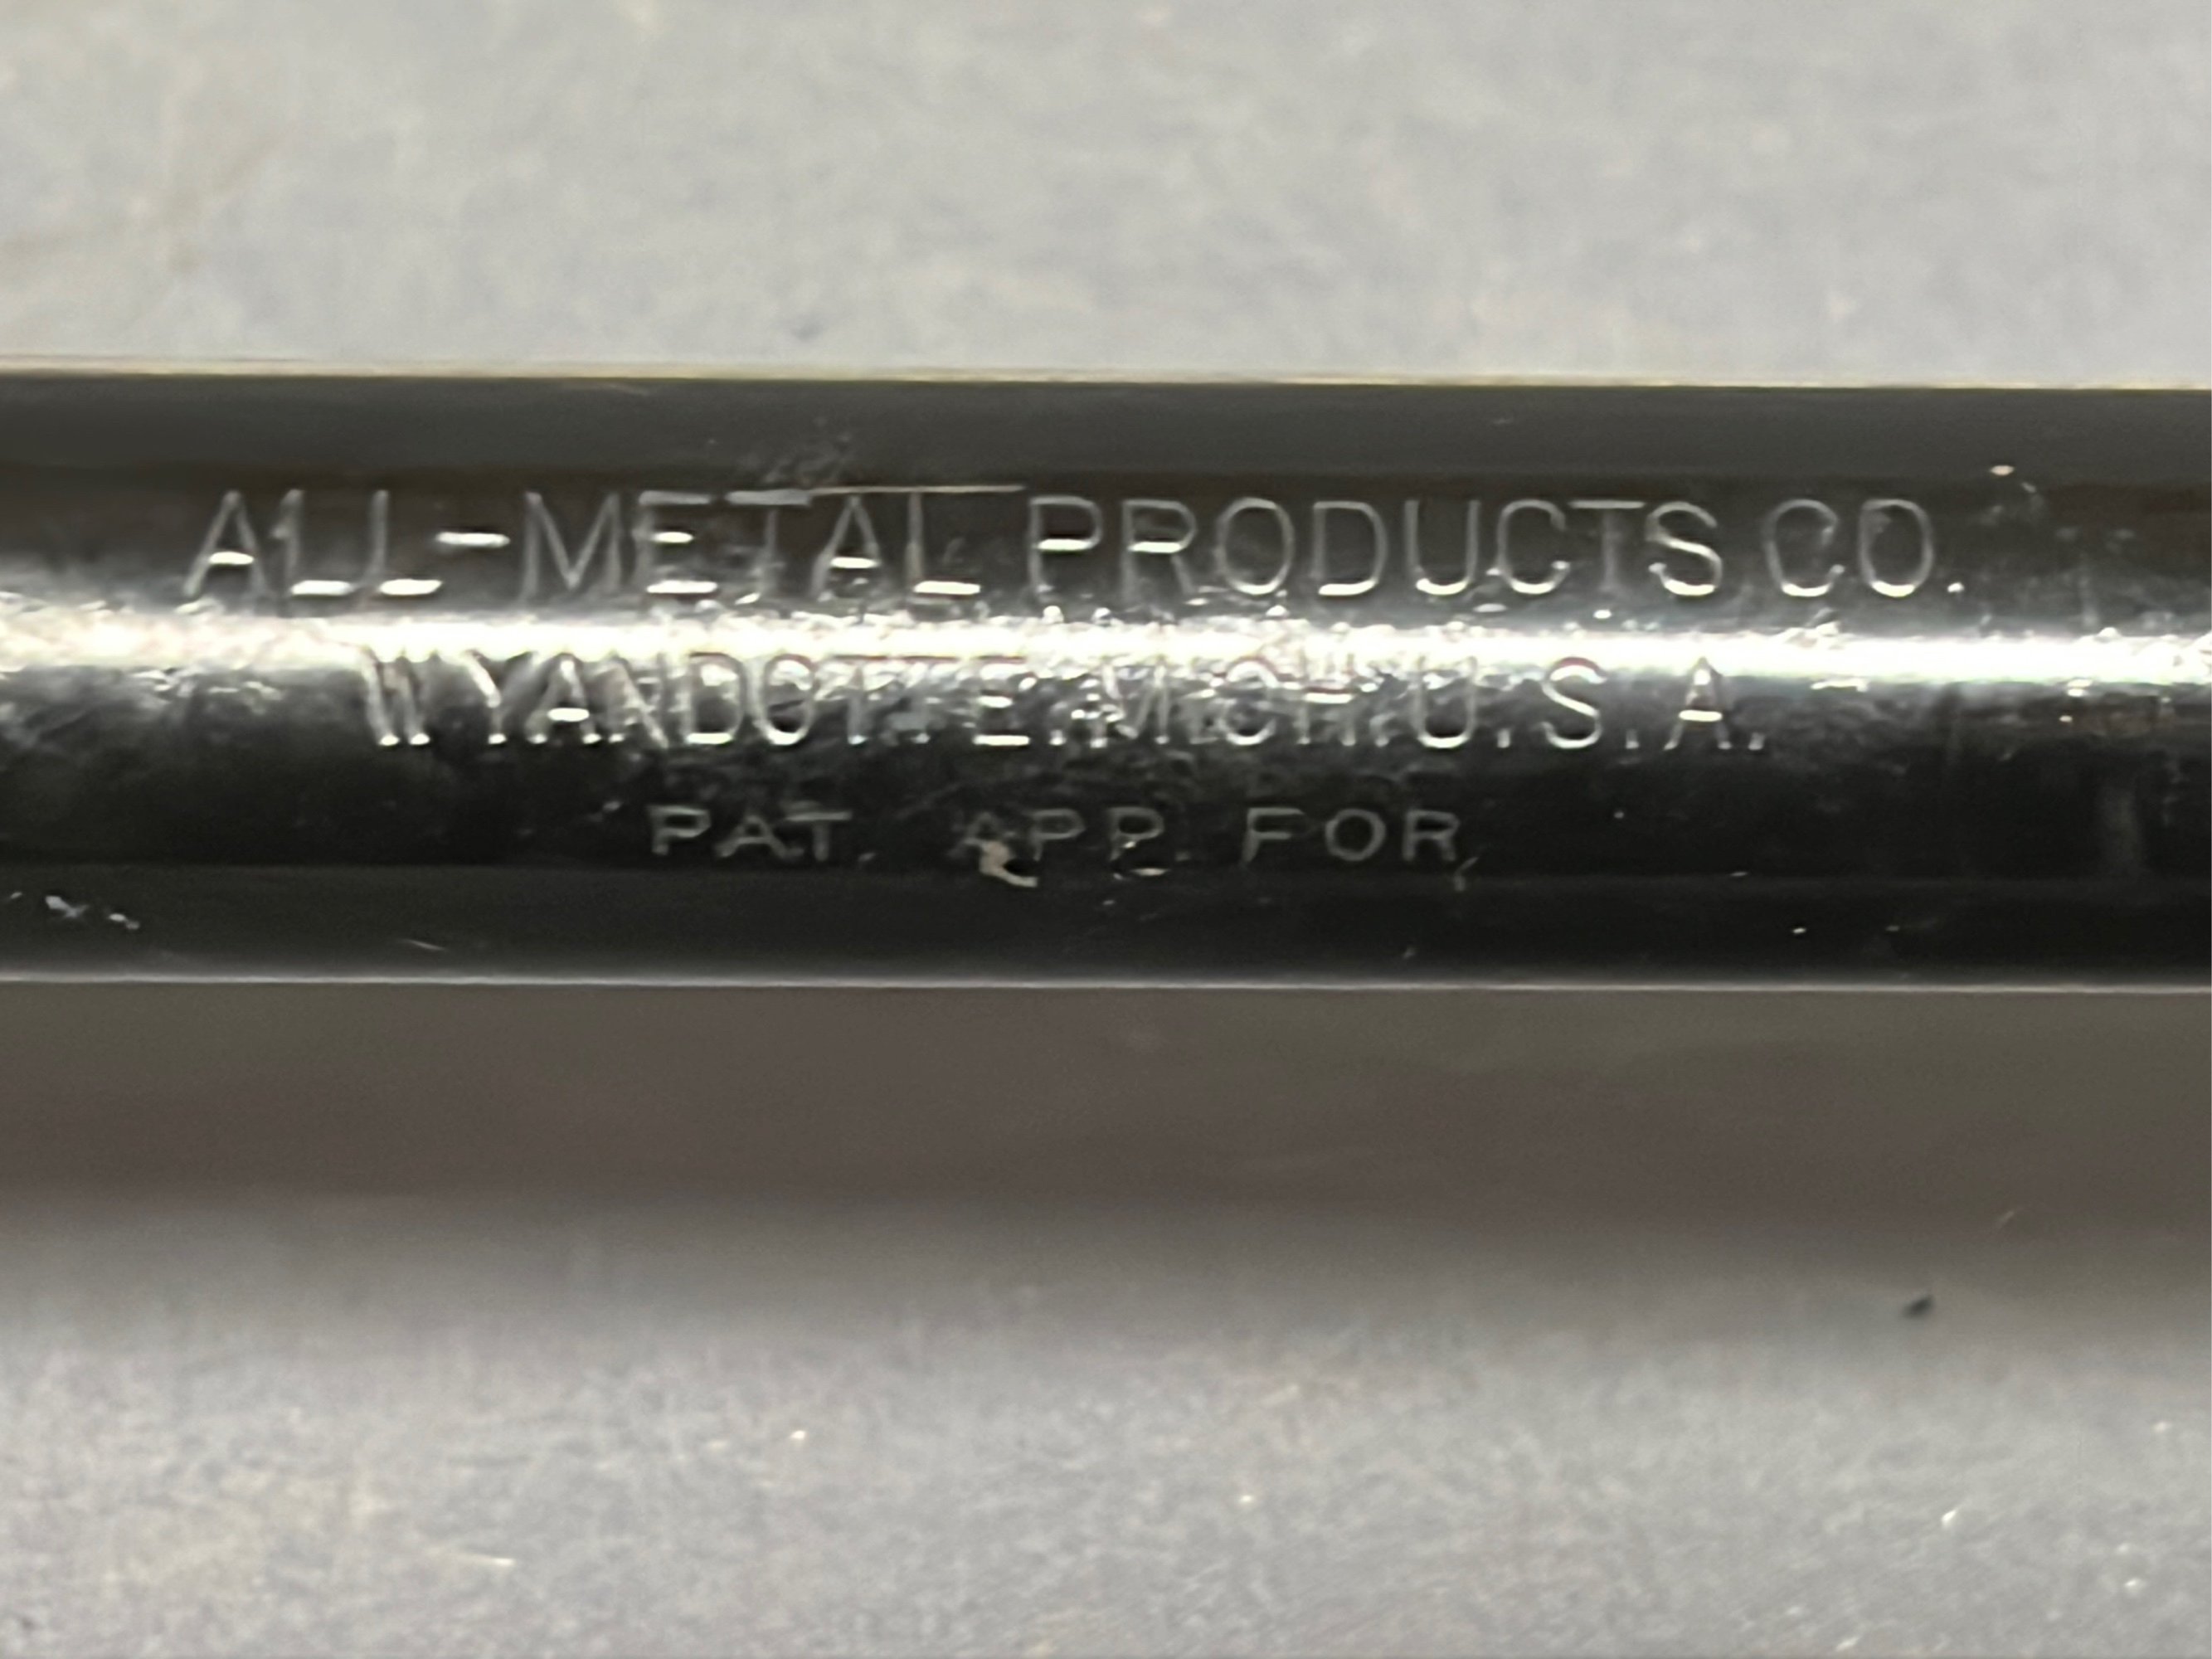 ALL-METAL PRODUCTS CO.
WYANDOTTE, MICH. U.S.A.
PAT. APP. FOR